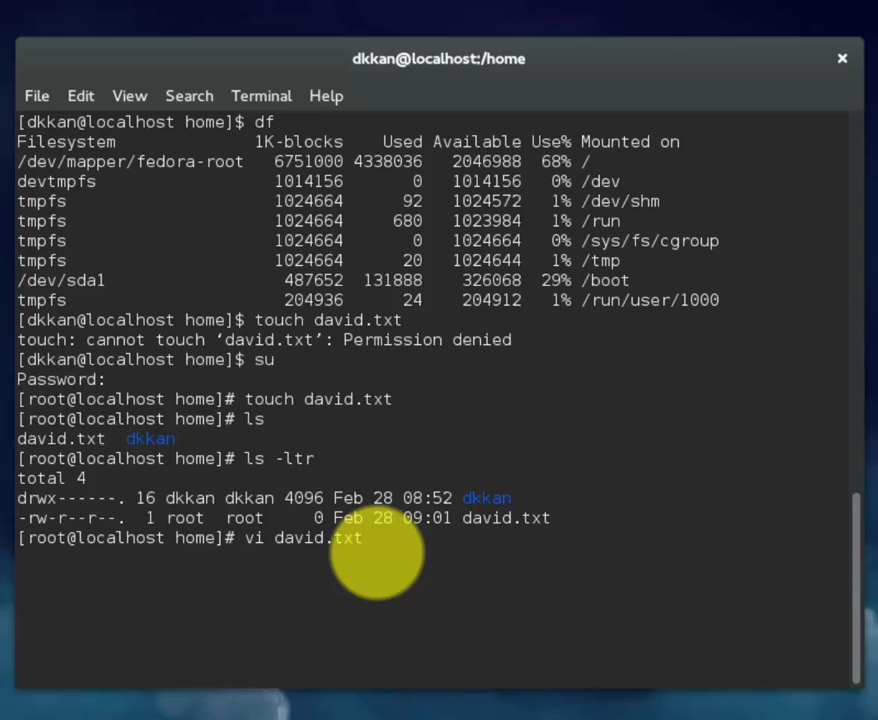 dkkan@localhost:/home
×
File Edit View Search Terminal Help
[dkkan@localhost home]$ df
Filesystem 1K-blocks Used Available Use% Mounted on
/dev/mapper/fedora-root 6751000 4338036 2046988 68% /
devtmpfs 1014156 0 1014156 0% /dev
tmpfs 1024664 92 1024572 1% /dev/shm
tmpfs 1024664 680 1023984 1% /run
tmpfs 1024664 0 1024664 0% /sys/fs/cgroup
tmpfs 1024664 20 1024644 1% /tmp
/dev/sda1 487652 131888 326068 29% /boot
tmpfs 204936 24 204912 1% /run/user/1000
[dkkan@localhost home]$ touch david.txt
touch: cannot touch ‘david.txt’: Permission denied
[dkkan@localhost home]$ su
Password:
[root@localhost home]# touch david.txt
[root@localhost home]# ls
david.txt dkkan
[root@localhost home]# ls -ltr
total 4
drwx------. 16 dkkan dkkan 4096 Feb 28 08:52 dkkan
-rw-r--r--. 1 root root 0 Feb 28 09:01 david.txt
[root@localhost home]# vi david.txt